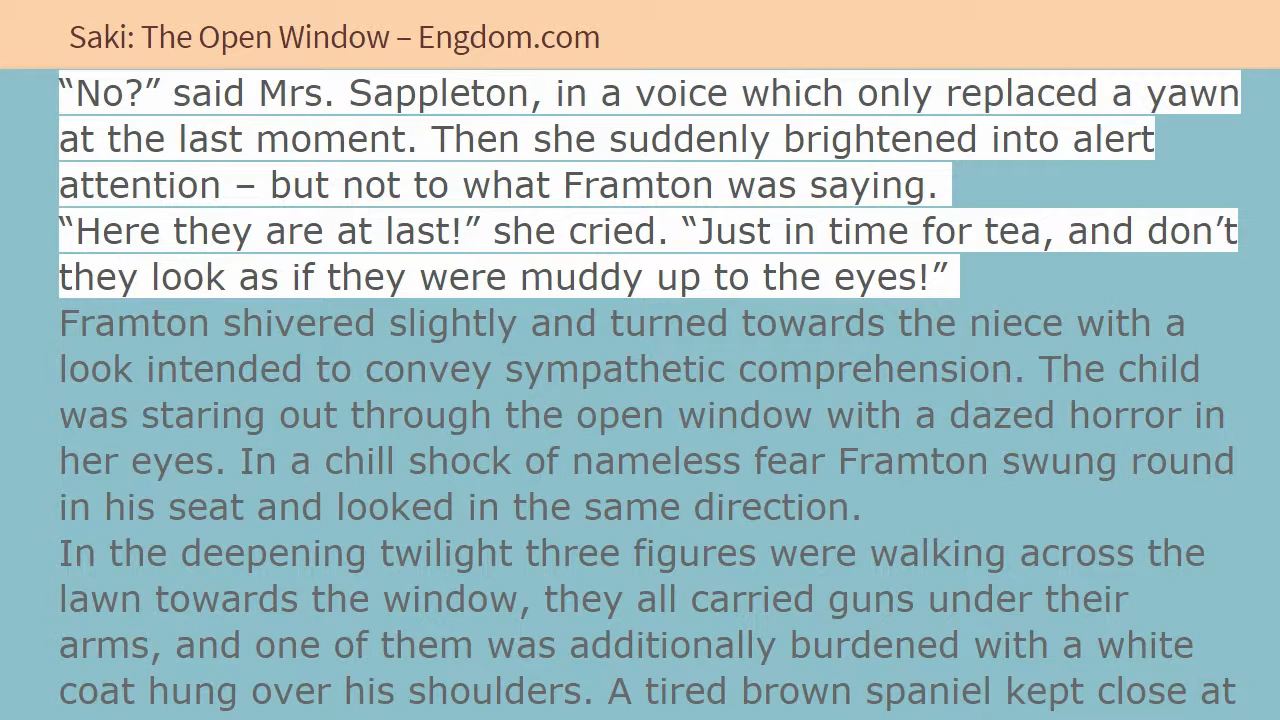 Saki: The Open Window – Engdom.com
“No?” said Mrs. Sappleton, in a voice which only replaced a yawn
at the last moment. Then she suddenly brightened into alert
attention – but not to what Framton was saying.
“Here they are at last!” she cried. “Just in time for tea, and don’t
they look as if they were muddy up to the eyes!”
Framton shivered slightly and turned towards the niece with a
look intended to convey sympathetic comprehension. The child
was staring out through the open window with a dazed horror in
her eyes. In a chill shock of nameless fear Framton swung round
in his seat and looked in the same direction.
In the deepening twilight three figures were walking across the
lawn towards the window, they all carried guns under their
arms, and one of them was additionally burdened with a white
coat hung over his shoulders. A tired brown spaniel kept close at